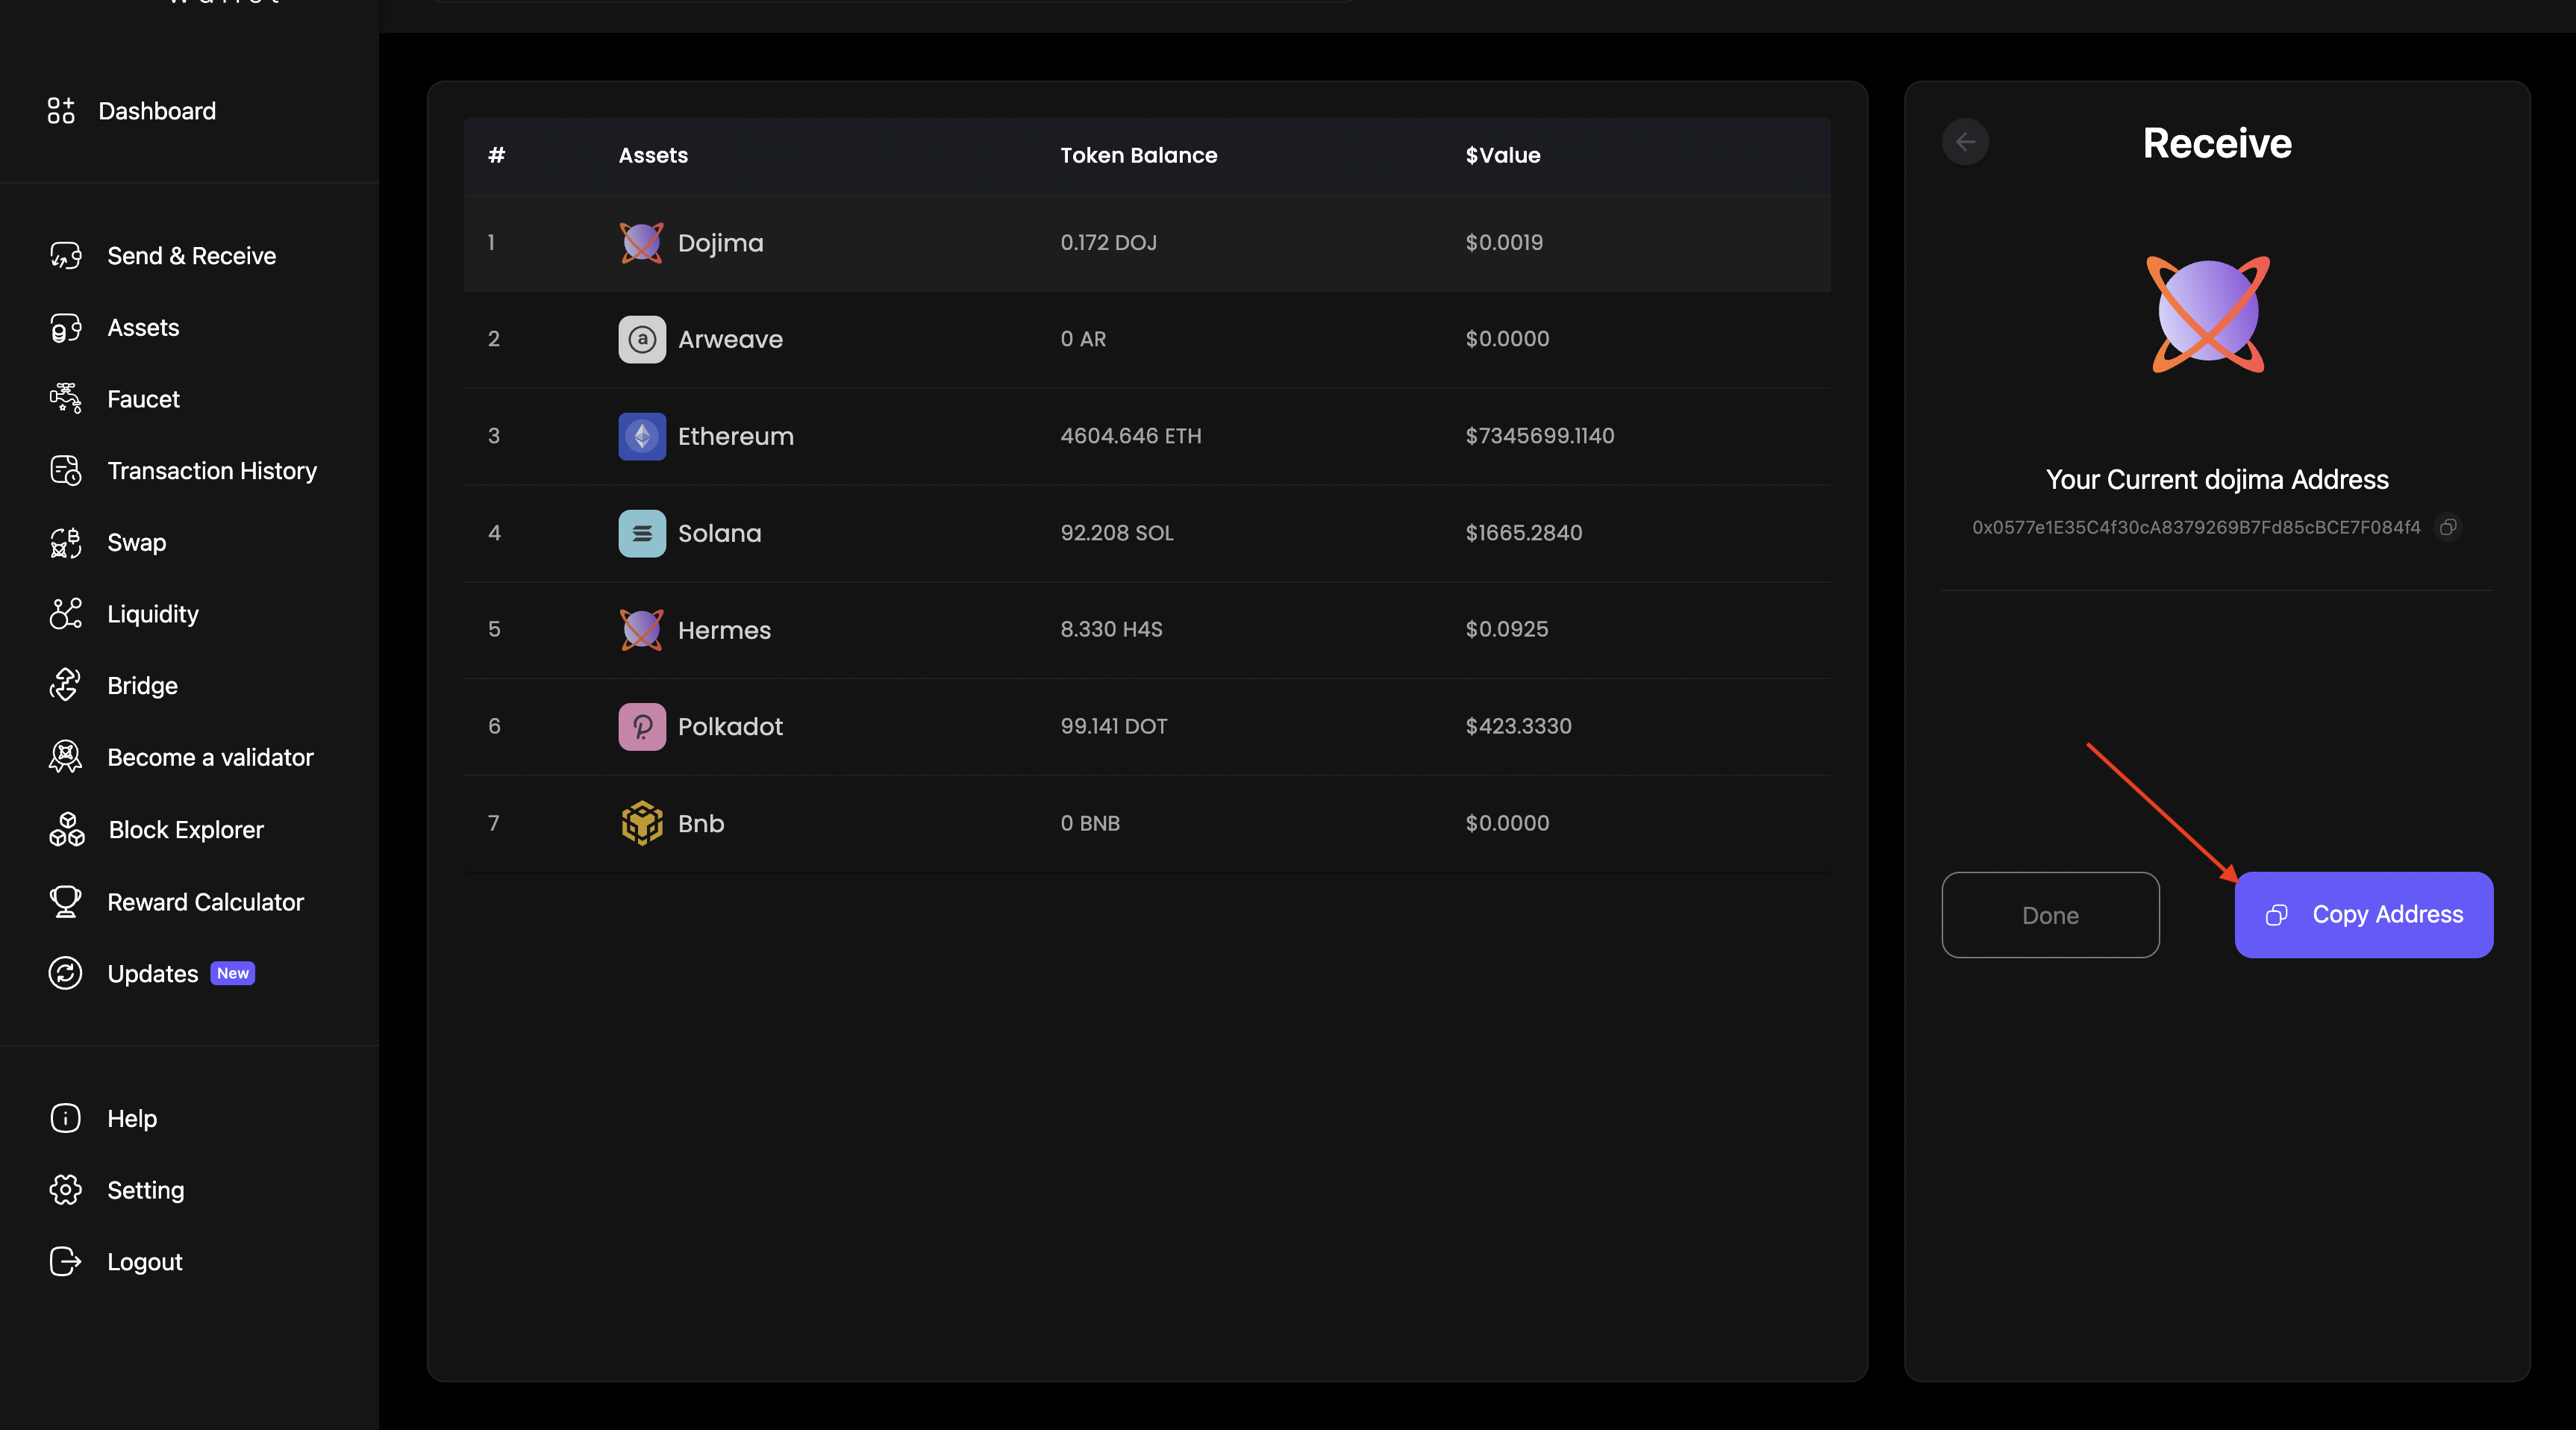 Dashboard
Send & Receive
Assets
Faucet
Transaction History
Swap
Liquidity
Bridge
Become a validator
Block Explorer
Reward Calculator
Updates New
Help
Setting
Logout
# Assets Token Balance $Value
1 Dojima 0.172 DOJ $0.0019
2 Arweave 0 AR $0.0000
3 Ethereum 4604.646 ETH $7345699.1140
4 Solana 92.208 SOL $1665.2840
5 Hermes 8.330 H4S $0.0925
6 Polkadot 99.141 DOT $423.3330
7 Bnb 0 BNB $0.0000
Receive
Your Current dojima Address
0x0577e1E35C4f30cA8379269B7Fd85cBCE7F084f4
Done
Copy Address